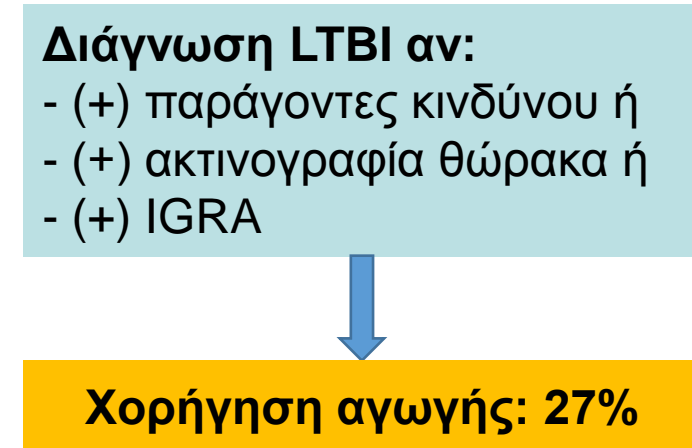 Διάγνωση LTBI αν:
- (+) παράγοντες κινδύνου ή
- (+) ακτινογραφία θώρακα ή
- (+) IGRA
Χορήγηση αγωγής: 27%